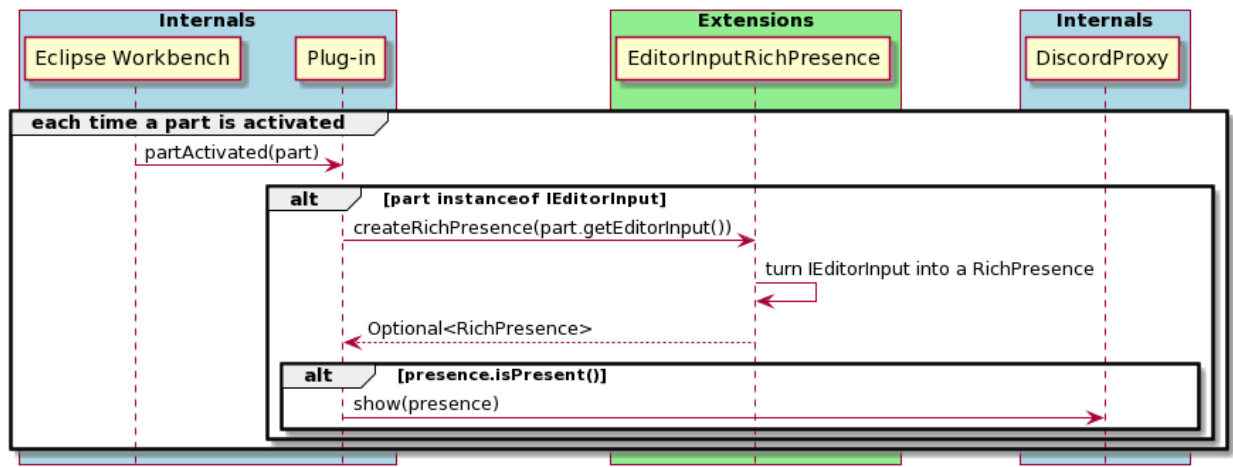 Internals
Extensions
Internals
Eclipse Workbench
Plug-in
EditorInputRichPresence
DiscordProxy
each time a part is activated
partActivated(part)
alt
[part instanceof IEditorInput]
createRichPresence(part.getEditorInput())
turn IEditorInput into a RichPresence
Optional<RichPresence>
alt
[presence.isPresent()]
show(presence)